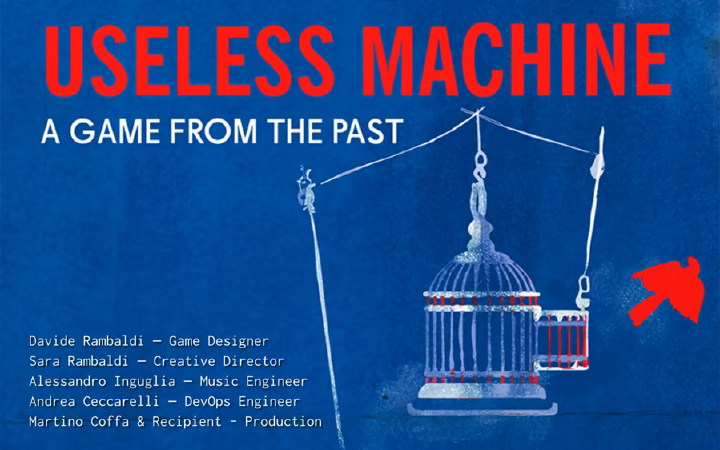 USELESS MACHINE
A GAME FROM THE PAST
Davide Rambaldi — Game Designer
Sara Rambaldi — Creative Director
Alessandro Inguglia — Music Engineer
Andrea Ceccarelli — DevOps Engineer
Martino Coffa & Recipient - Production